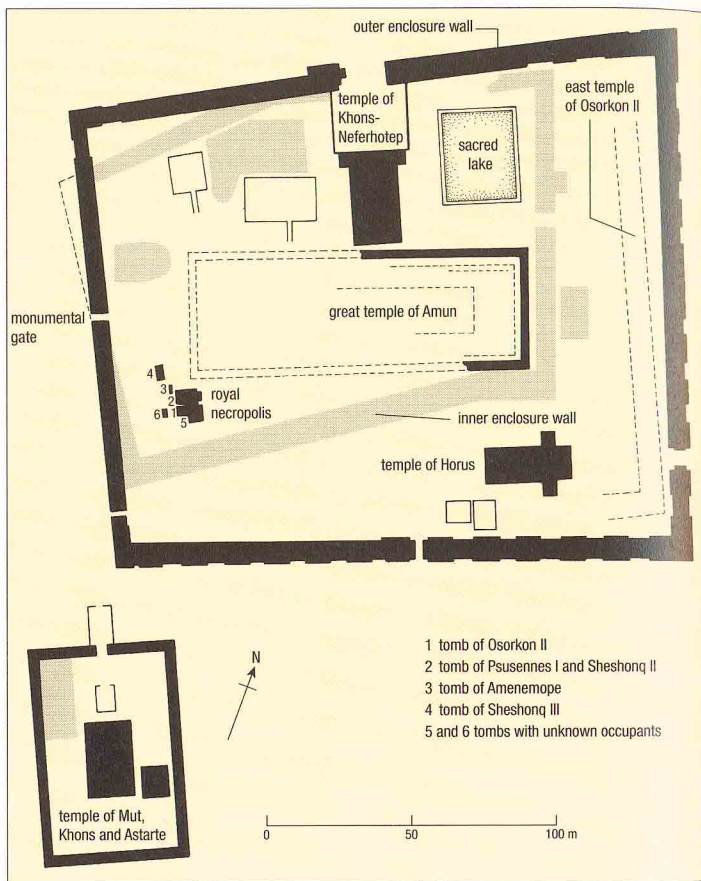 outer enclosure wall
temple of
Khons-
Neferhotep
sacred
lake
east temple
of Osorkon II
great temple of Amun
monumental
gate
4
3
2
6
1
5
royal
necropolis
inner enclosure wall
temple of Horus
N
1 tomb of Osorkon II
2 tomb of Psusennes I and Sheshonq II
3 tomb of Amenemope
4 tomb of Sheshonq III
5 and 6 tombs with unknown occupants
temple of Mut,
Khons and Astarte
0 50 100 m